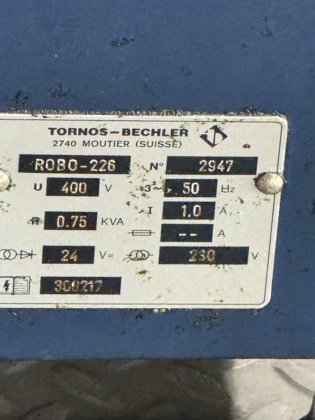 TORNOS-BECHLER
2740 MOUTIER (SUISSE)
ROBO-226 N° 2947
U 400 V 3~ 50 Hz
I 1.0 A
0.75 KVA
-- A
24 V= 230 V
306217